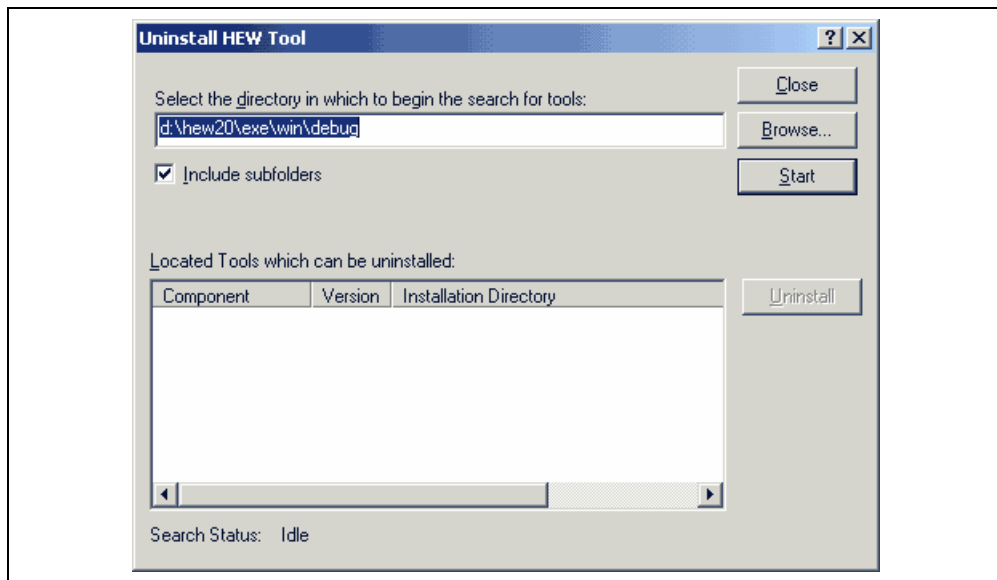 Uninstall HEW Tool
Select the directory in which to begin the search for tools:
d:\hew20\exe\win\debug
Include subfolders
Close
Browse...
Start
Located Tools which can be uninstalled:
Component Version Installation Directory
Uninstall
Search Status: Idle